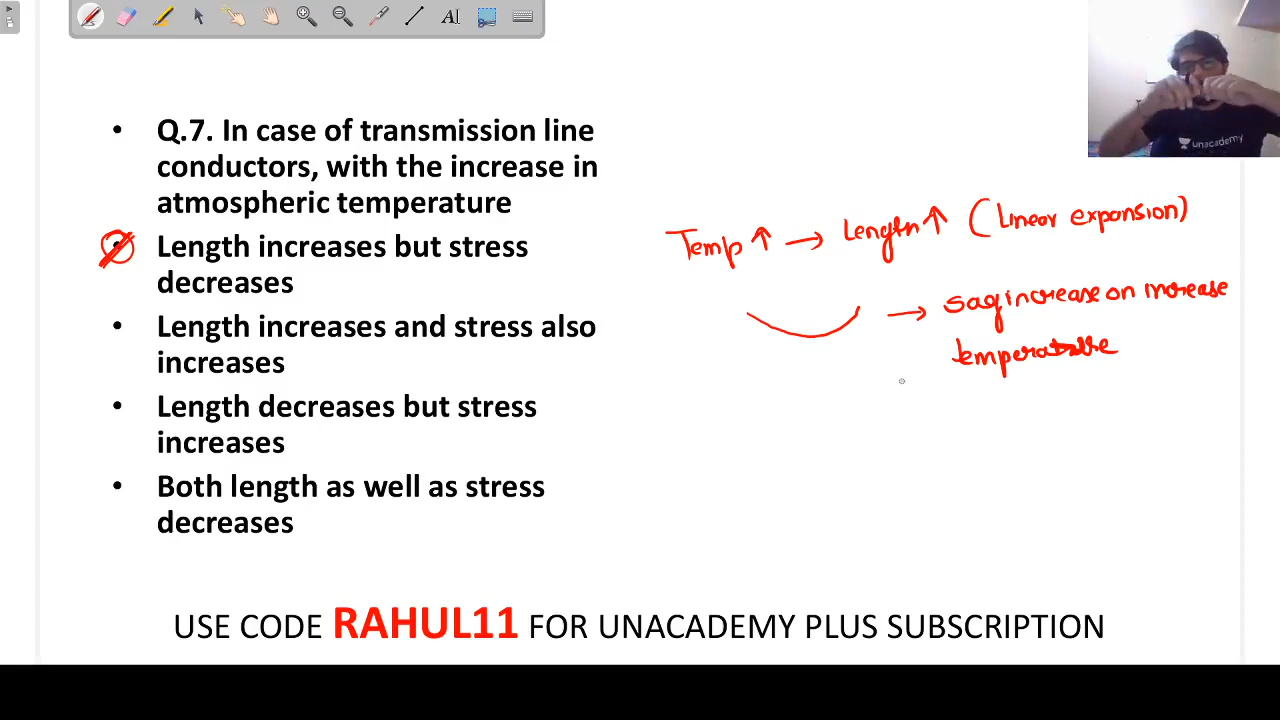 • Q.7. In case of transmission line
conductors, with the increase in
atmospheric temperature
Length increases but stress
decreases
• Length increases and stress also
increases
• Length decreases but stress
increases
• Both length as well as stress
decreases
Temp ↑ → Length ↑ (Linear expansion)
→ sag increase on increase
temperature
unacademy
USE CODE RAHUL11 FOR UNACADEMY PLUS SUBSCRIPTION